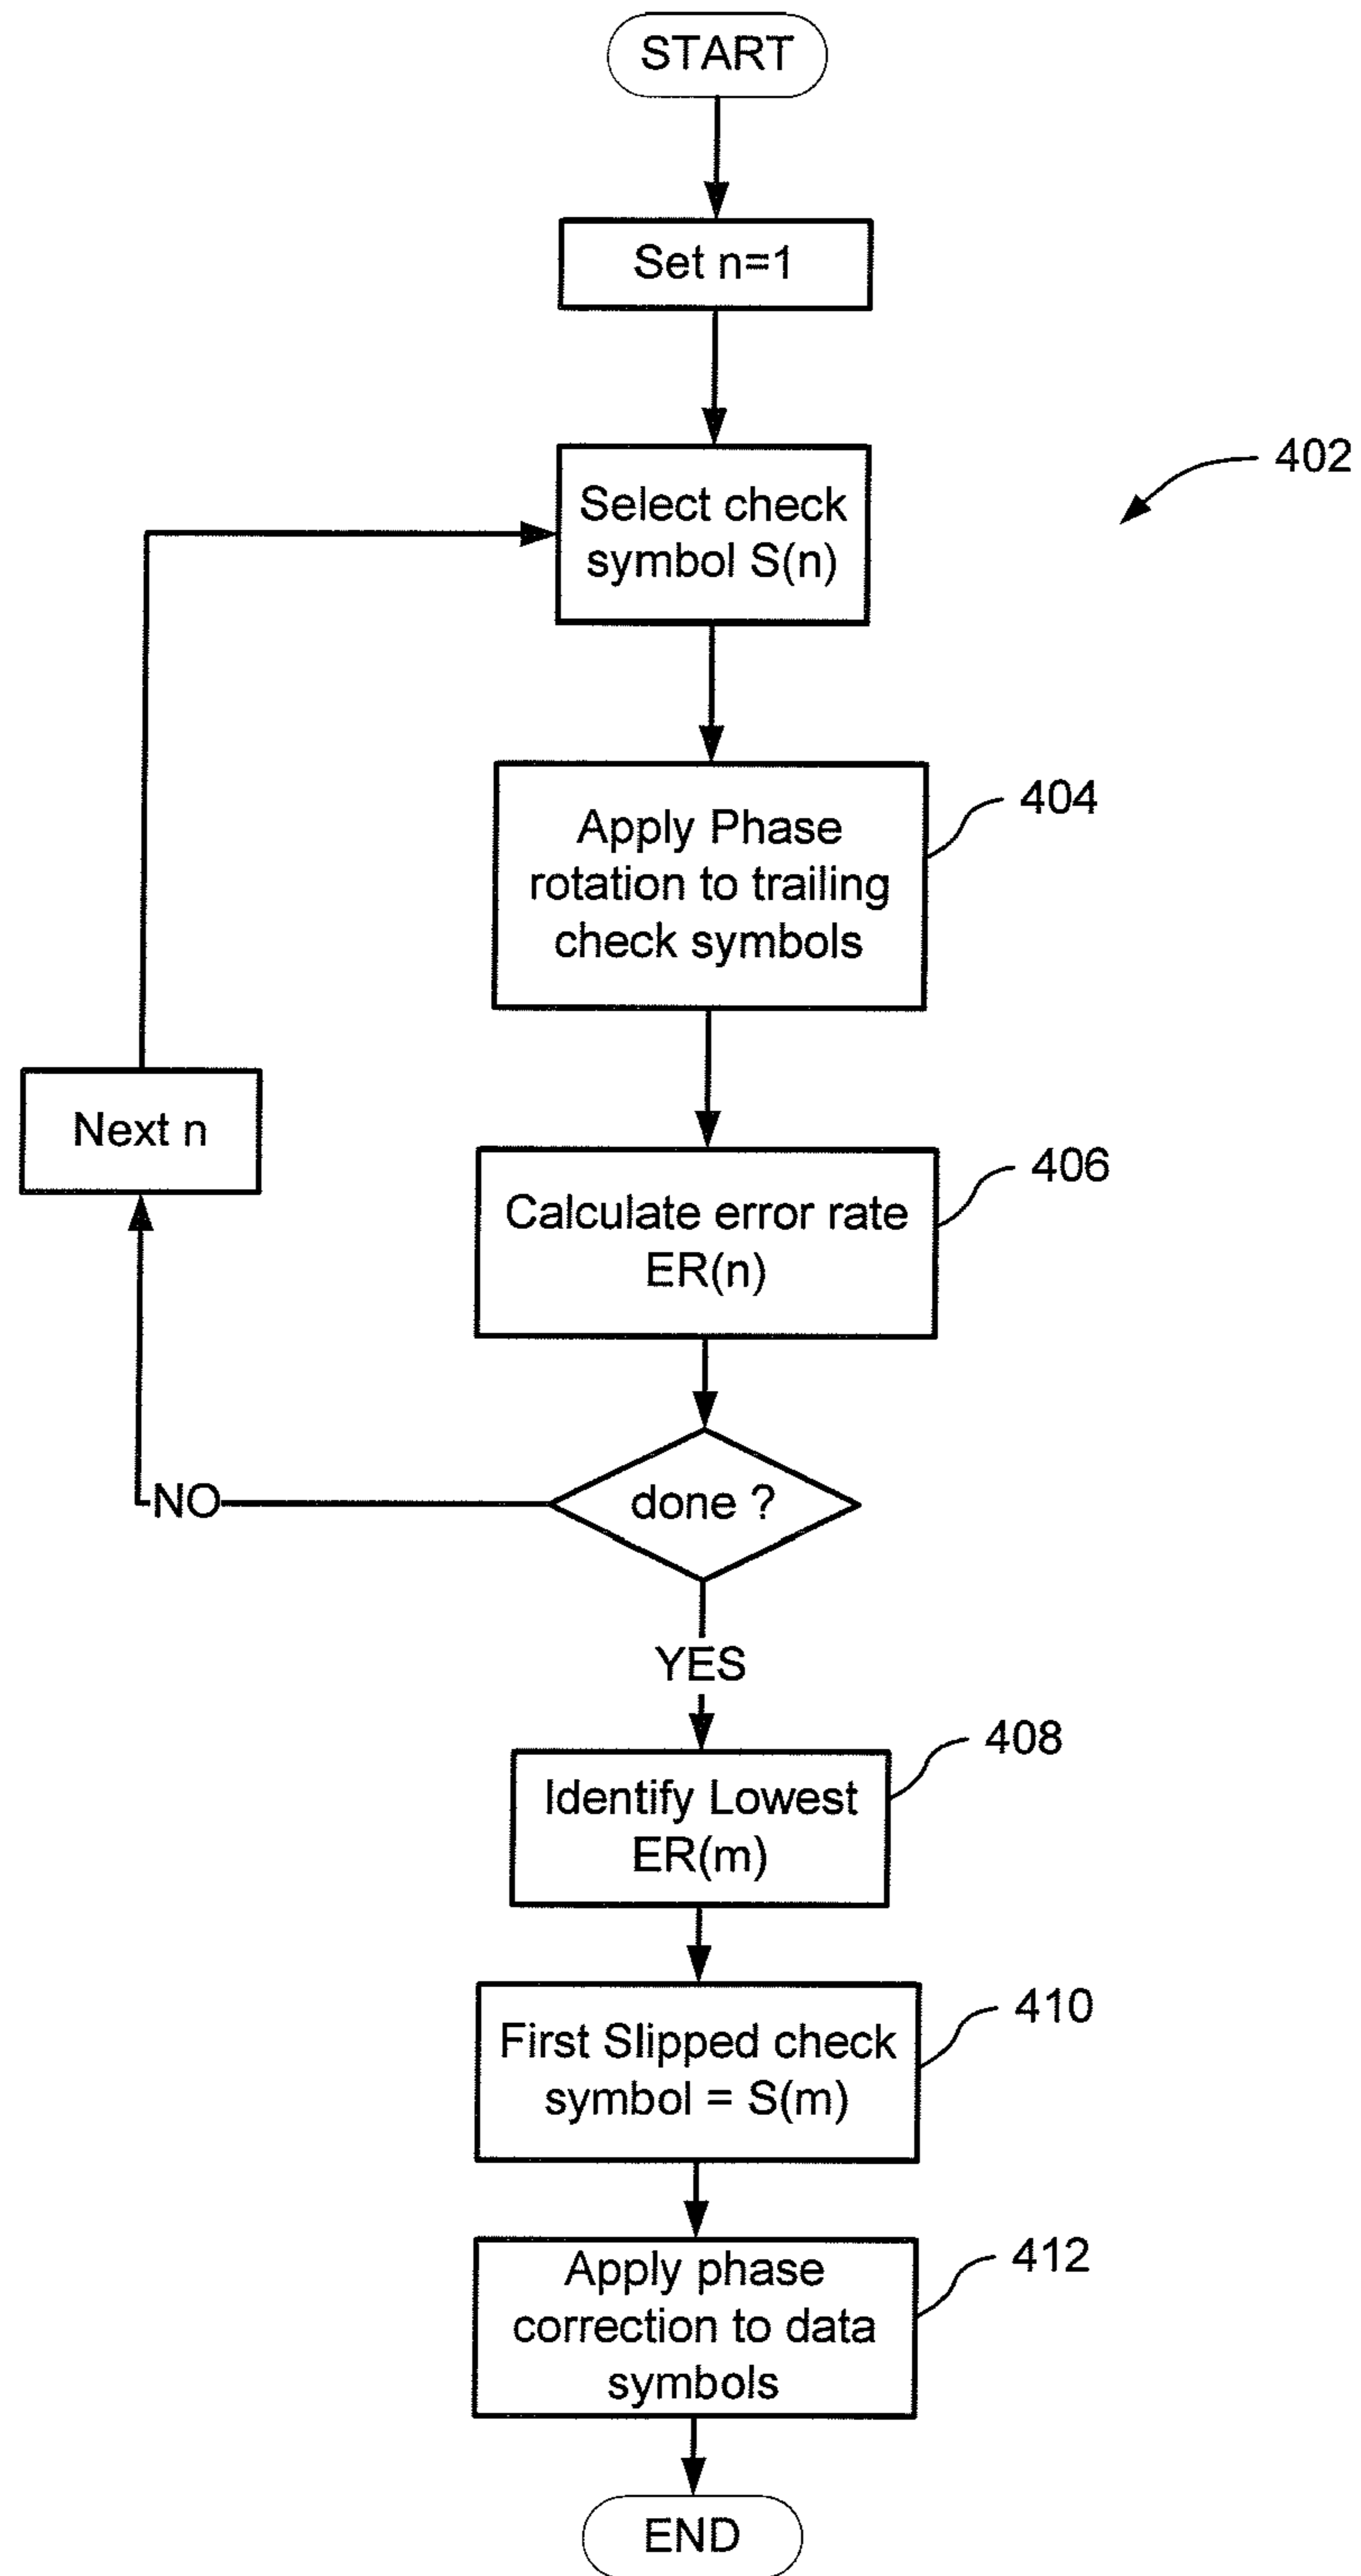 START
Set n=1
Select check
symbol S(n)
402
Apply Phase
rotation to trailing
check symbols
404
Next n
Calculate error rate
ER(n)
406
done ?
NO
YES
Identify Lowest
ER(m)
408
First Slipped check
symbol = S(m)
410
Apply phase
correction to data
symbols
412
END